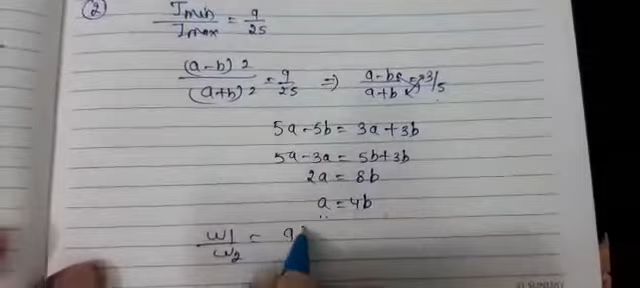 ② Imin/Imax = 9/25
(a-b)2/(a+b)2 = 9/25 => a-b/a+b = 3/5
5a-5b = 3a+3b
5a-3a = 5b+3b
2a = 8b
a = 4b
w1/w2 = a
SUNDAY